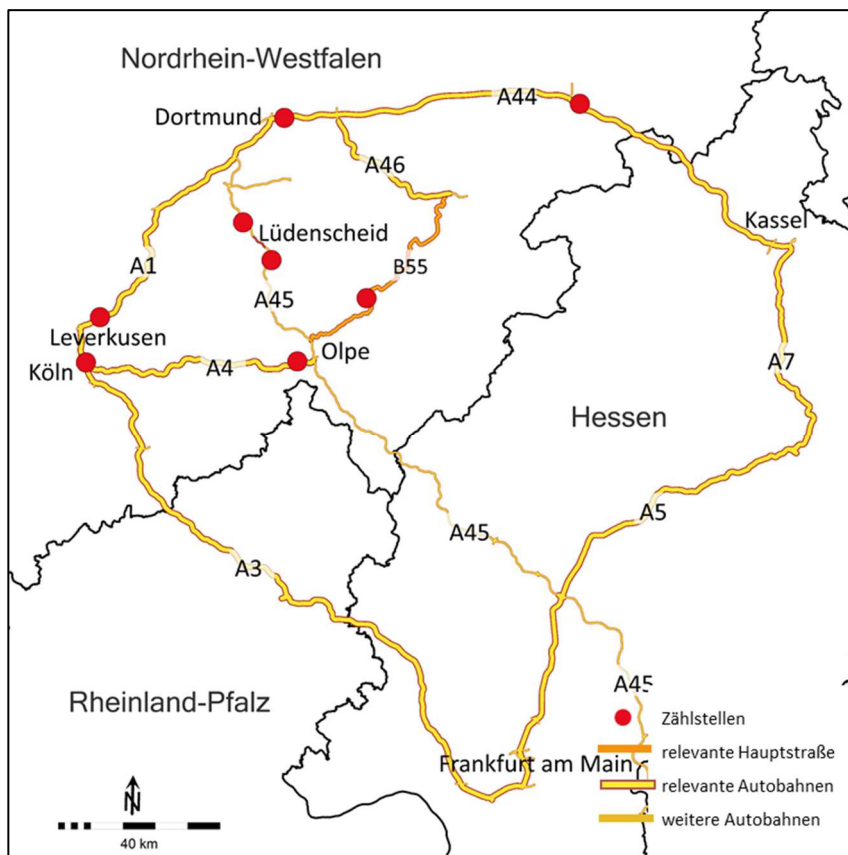 Nordrhein-Westfalen
Dortmund
A44
A46
Kassel
Lüdenscheid
B55
A1
A45
Leverkusen
Olpe
Köln
A4
A7
Hessen
A5
A45
A3
A45
Rheinland-Pfalz
Zählstellen
Frankfurt am Main
relevante Hauptstraße
relevante Autobahnen
weitere Autobahnen
N
40 km